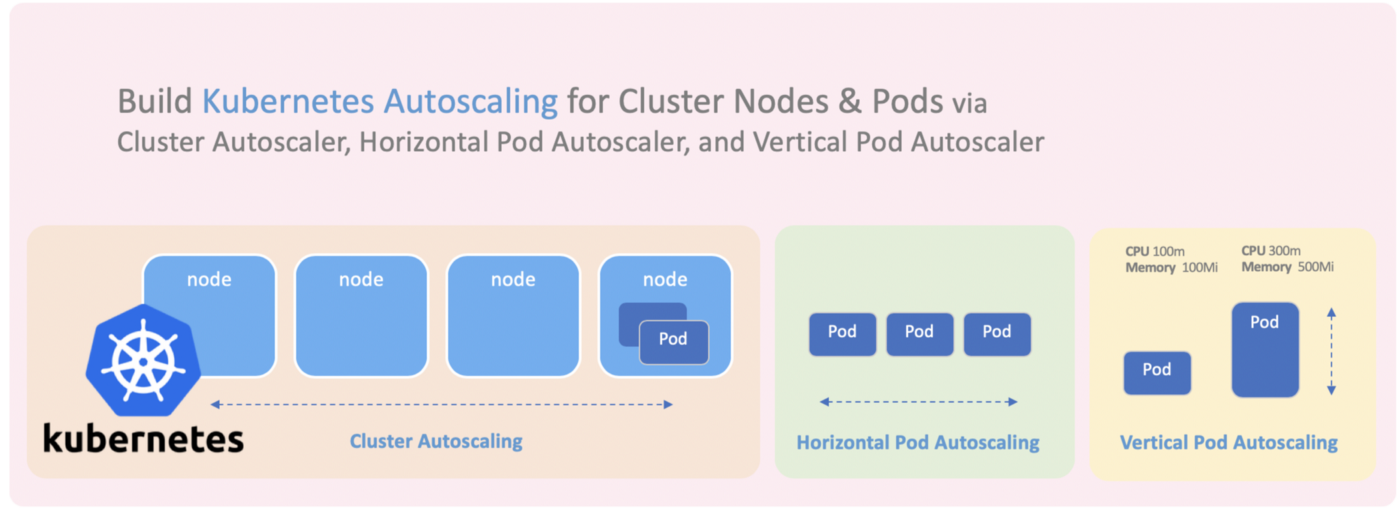 Build Kubernetes Autoscaling for Cluster Nodes & Pods via
Cluster Autoscaler, Horizontal Pod Autoscaler, and Vertical Pod Autoscaler
node
node
node
node
Pod
kubernetes
Cluster Autoscaling
Pod
Pod
Pod
Horizontal Pod Autoscaling
CPU 100m
Memory 100Mi
CPU 300m
Memory 500Mi
Pod
Pod
Vertical Pod Autoscaling